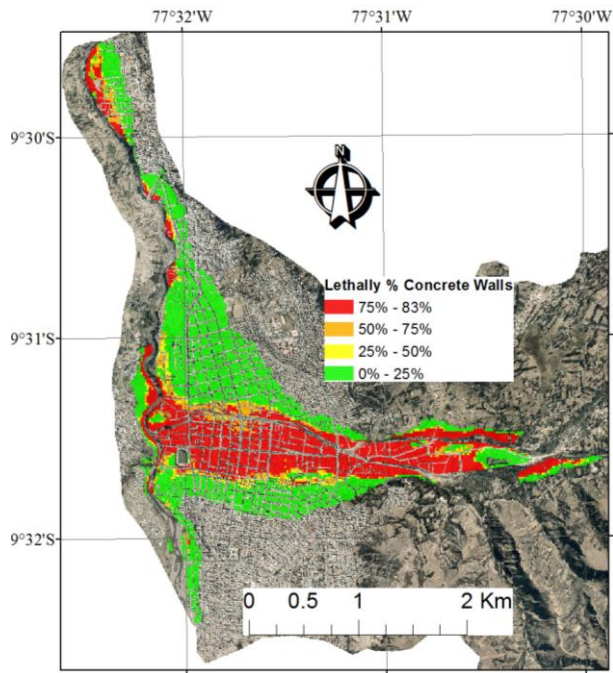 77°32'W 77°31'W 77°30'W
9°30'S
N
Lethally % Concrete Walls
75% - 83%
50% - 75%
9°31'S
25% - 50%
0% - 25%
9°32'S
0 0.5 1 2 Km